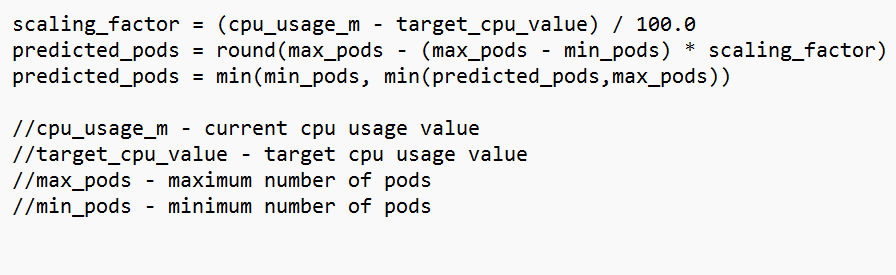 scaling_factor = (cpu_usage_m - target_cpu_value) / 100.0
predicted_pods = round(max_pods - (max_pods - min_pods) * scaling_factor)
predicted_pods = min(min_pods, min(predicted_pods,max_pods))
//cpu_usage_m - current cpu usage value
//target_cpu_value - target cpu usage value
//max_pods - maximum number of pods
//min_pods - minimum number of pods